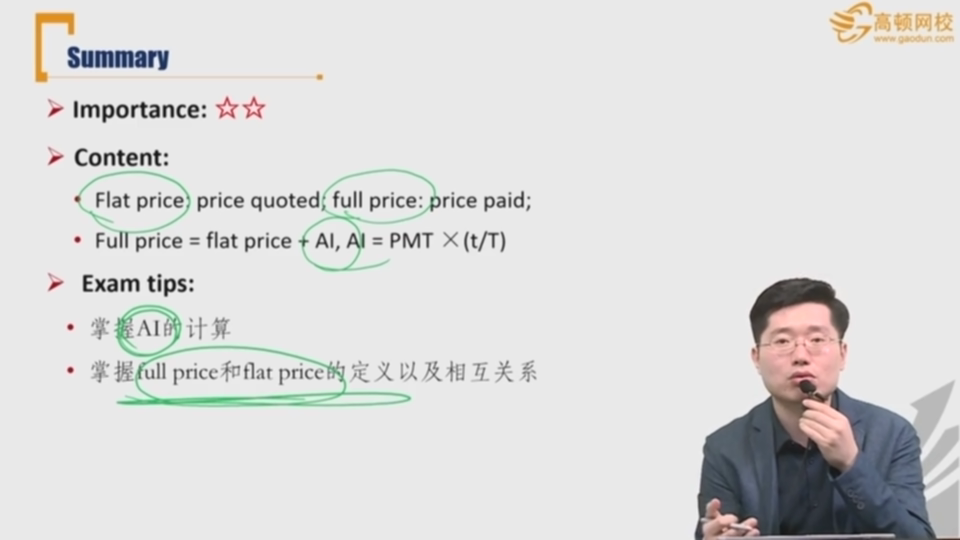 高顿网校
www.gaodun.com
Summary
Importance: ☆☆
Content:
Flat price: price quoted; full price: price paid;
Full price = flat price + AI, AI = PMT ×(t/T)
Exam tips:
掌握AI的计算
掌握full price和flat price的定义以及相互关系